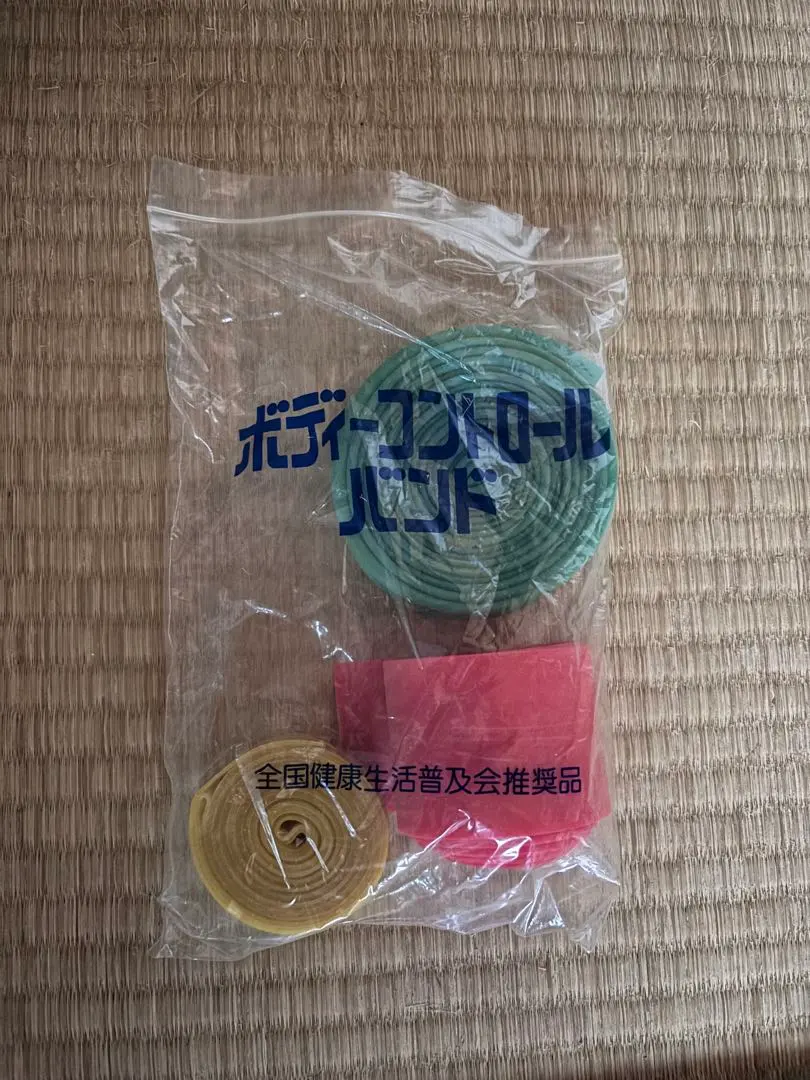 ボディーコントロール
バンド
全国健康生活普及会推奨品